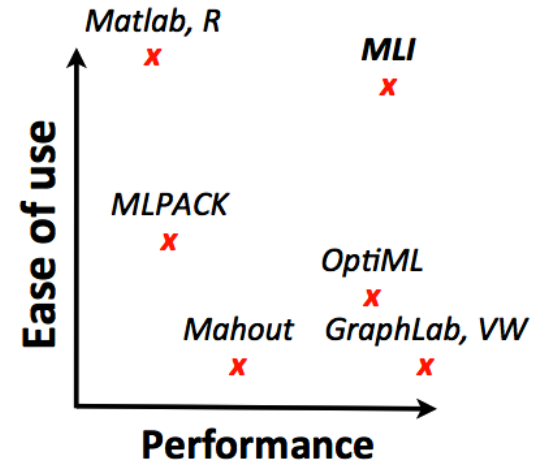 Matlab, R
x
MLI
x
Ease of use
MLPACK
x
OptiML
x
Mahout
x
GraphLab, VW
x
Performance